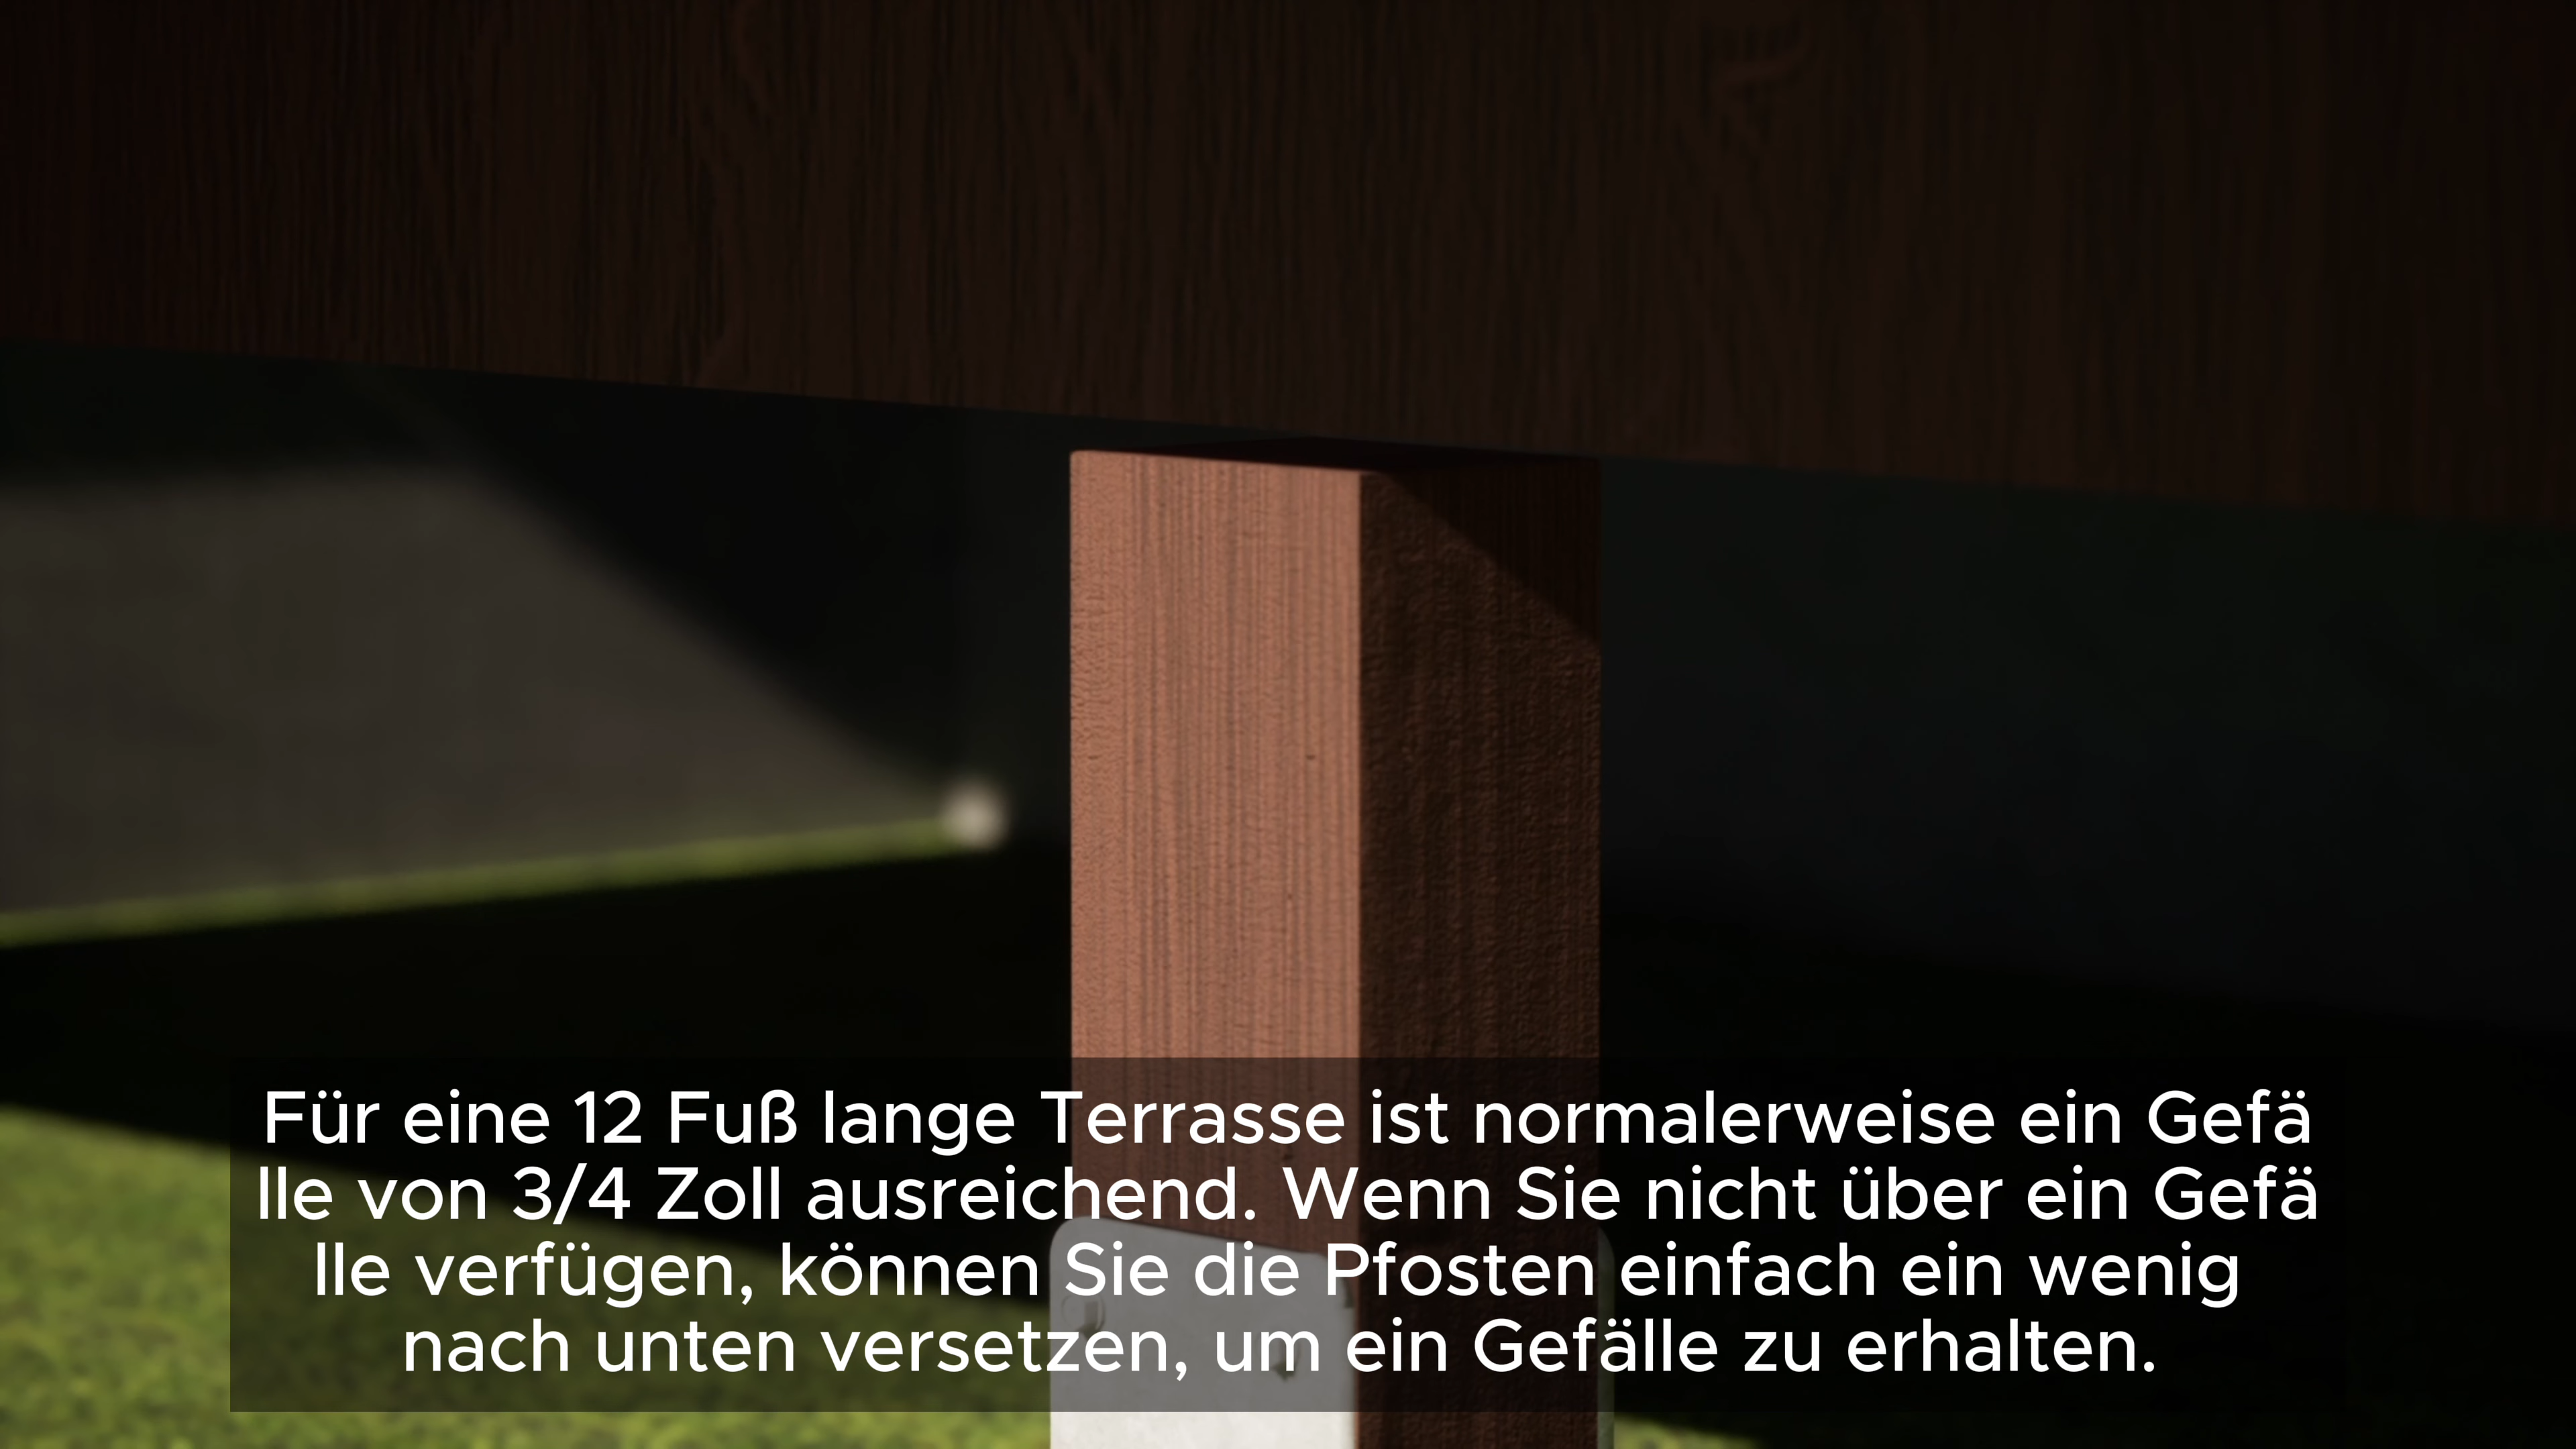 Für eine 12 Fuß lange Terrasse ist normalerweise ein Gefä
lle von 3/4 Zoll ausreichend. Wenn Sie nicht über ein Gefä
lle verfügen, können Sie die Pfosten einfach ein wenig
nach unten versetzen, um ein Gefälle zu erhalten.